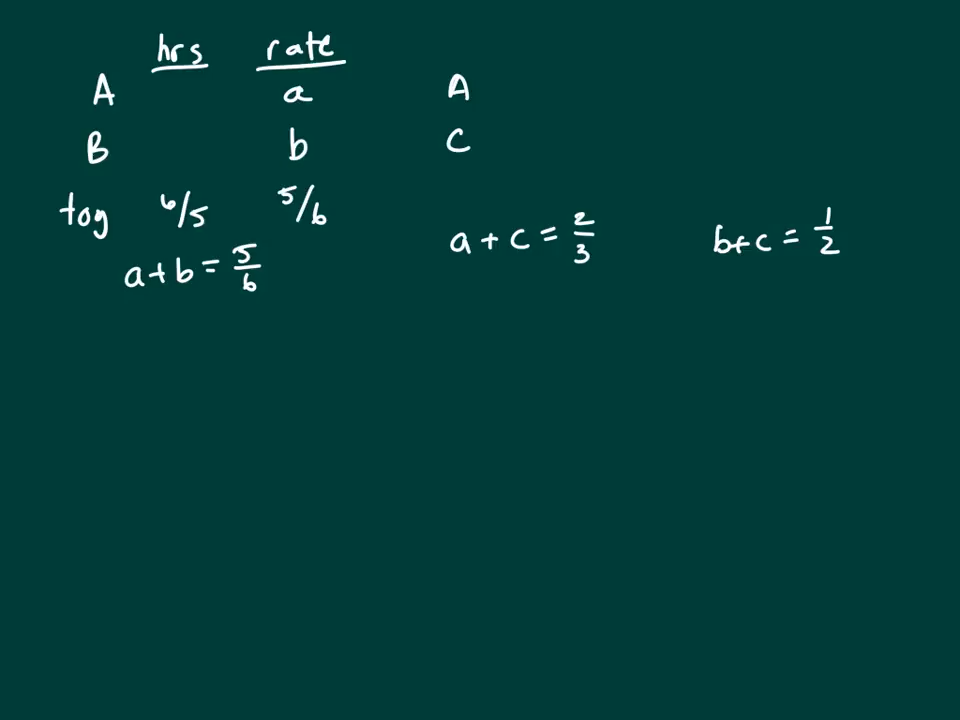 hrs rate
A a A
B b C
tog 6/5 5/6
a + c = 2/3 b+c = 1/2
a + b = 5/6